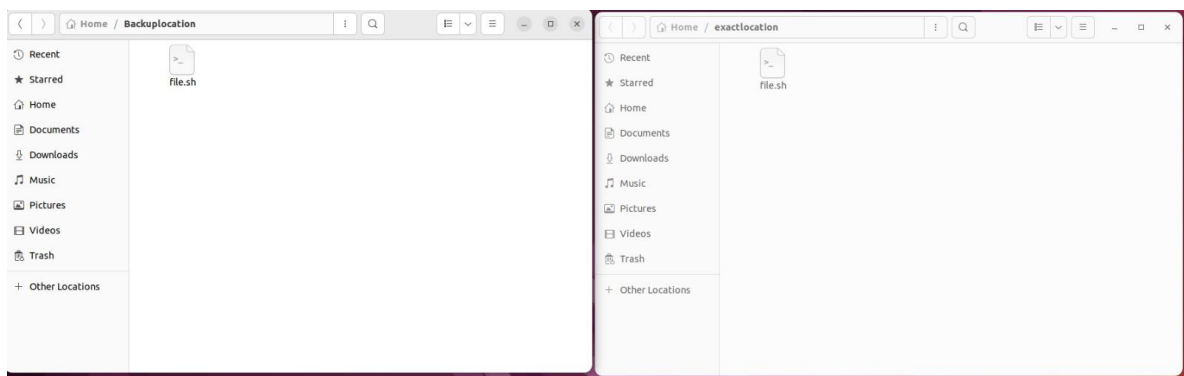 Home / Backuplocation
Recent
Starred
Home
Documents
Downloads
Music
Pictures
Videos
Trash
+ Other Locations
>_
file.sh
Home / exactlocation
Recent
Starred
Home
Documents
Downloads
Music
Pictures
Videos
Trash
+ Other Locations
>_
file.sh